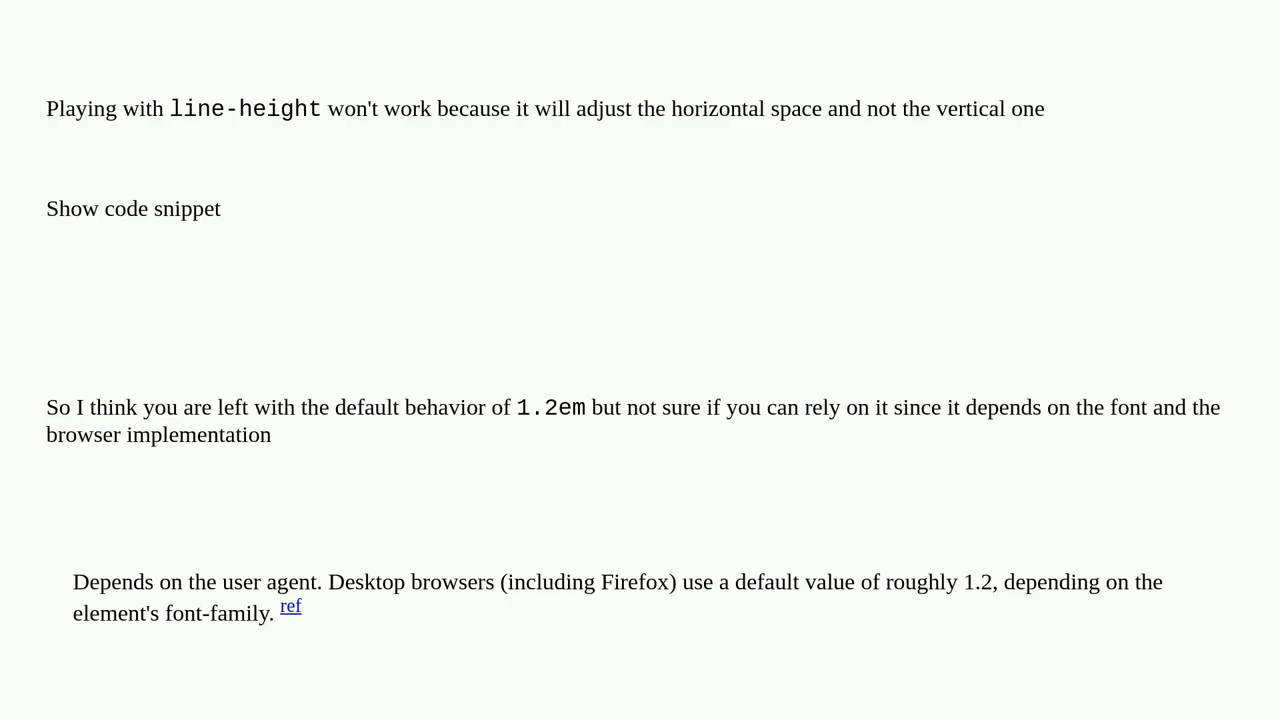 Playing with line-height won't work because it will adjust the horizontal space and not the vertical one
Show code snippet
So I think you are left with the default behavior of 1.2em but not sure if you can rely on it since it depends on the font and the
browser implementation
Depends on the user agent. Desktop browsers (including Firefox) use a default value of roughly 1.2, depending on the
element's font-family. ref